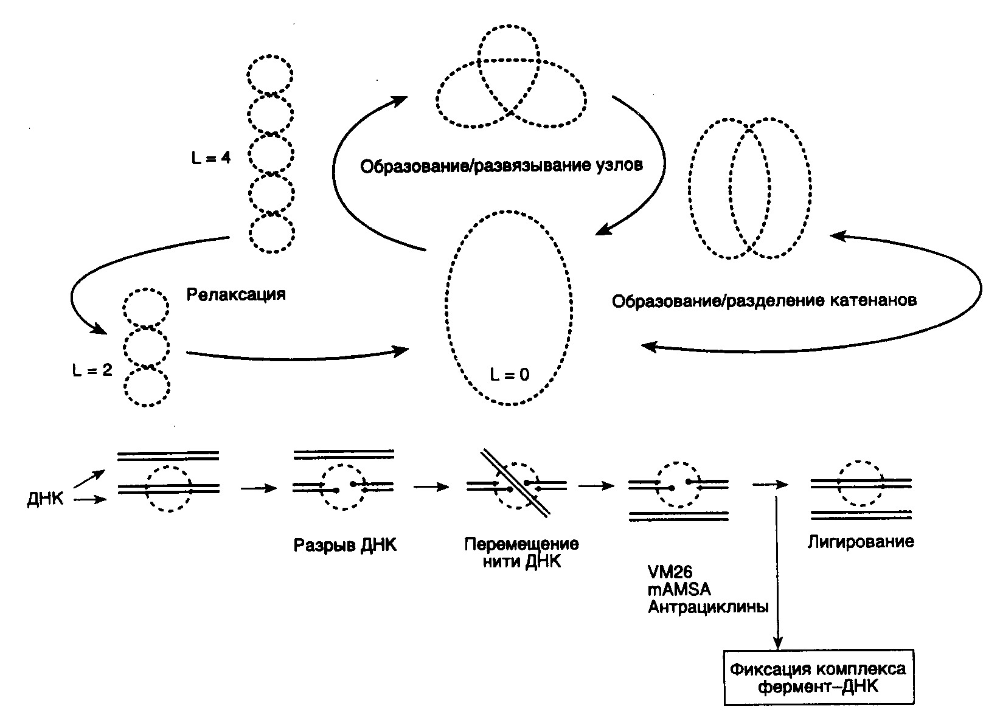 L = 4
Образование/развязывание узлов
Релаксация
Образование/разделение катенанов
L = 2
L = 0
ДНК
Разрыв ДНК
Перемещение
нити ДНК
Лигирование
VM26
mAMSA
Антрациклины
Фиксация комплекса
фермент–ДНК